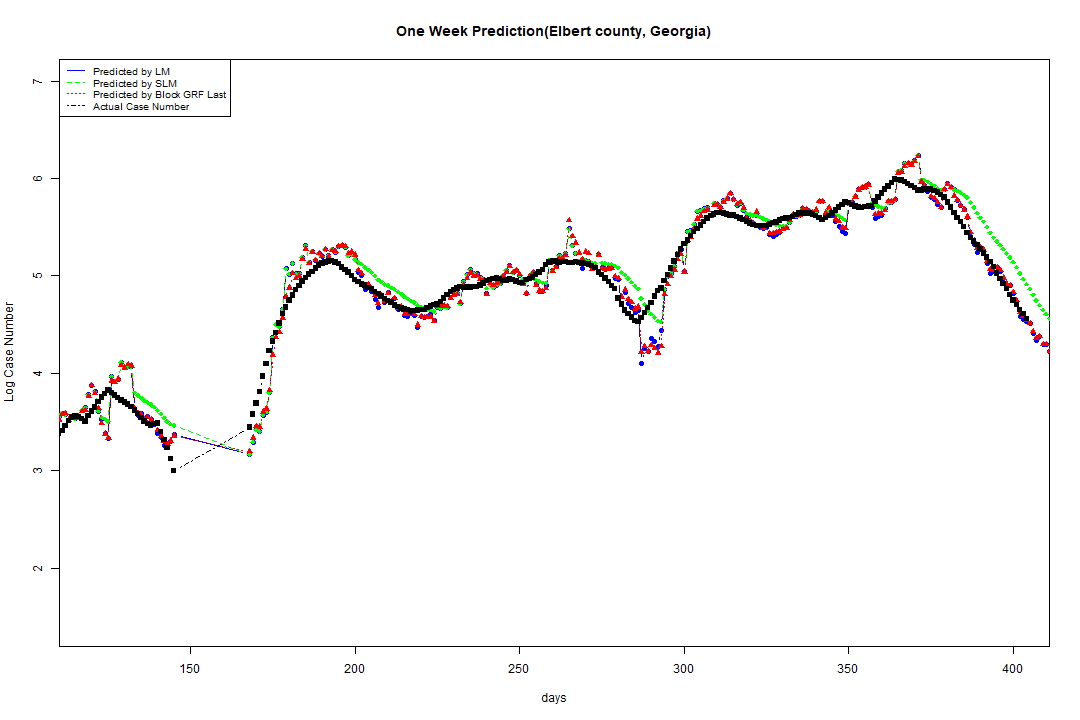 One Week Prediction(Elbert county, Georgia)
Predicted by LM
Predicted by SLM
Predicted by Block GRF Last
Actual Case Number
7
6
5
4
3
2
Log Case Number
150 200 250 300 350 400
days